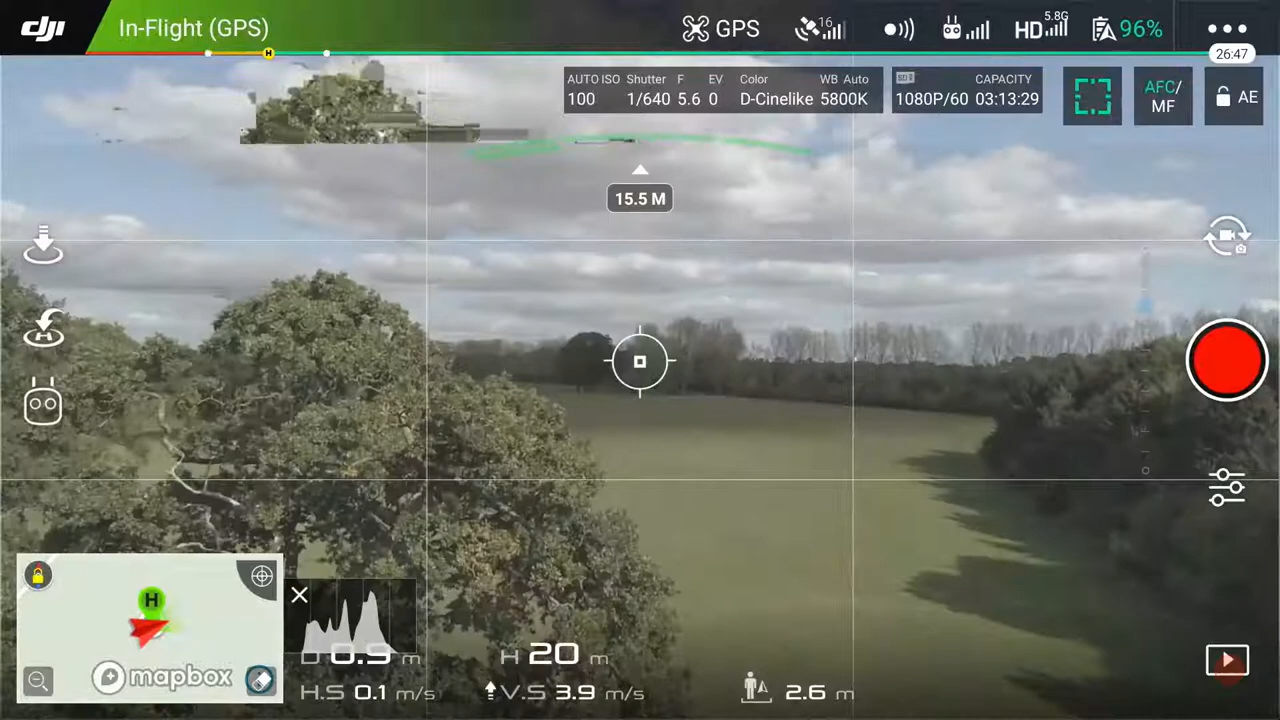 dji In-Flight (GPS) GPS 16 HD 5.8G 96%
26:47
H
AUTO ISO Shutter F EV Color WB Auto
100 1/640 5.6 0 D-Cinelike 5800K
SD CAPACITY
1080P/60 03:13:29
AFC/
MF
AE
15.5 M
H
H
mapbox
D 0.9 m H 20 m
H.S 0.1 m/s V.S 3.9 m/s 2.6 m